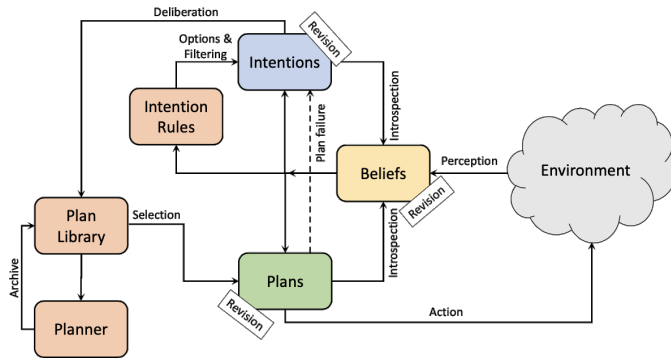 Deliberation
Options &
Filtering
Revision
Intentions
Intention
Rules
Plan failure
Introspection
Beliefs
Perception
Environment
Revision
Plan
Library
Selection
Introspection
Archive
Plans
Revision
Planner
Action